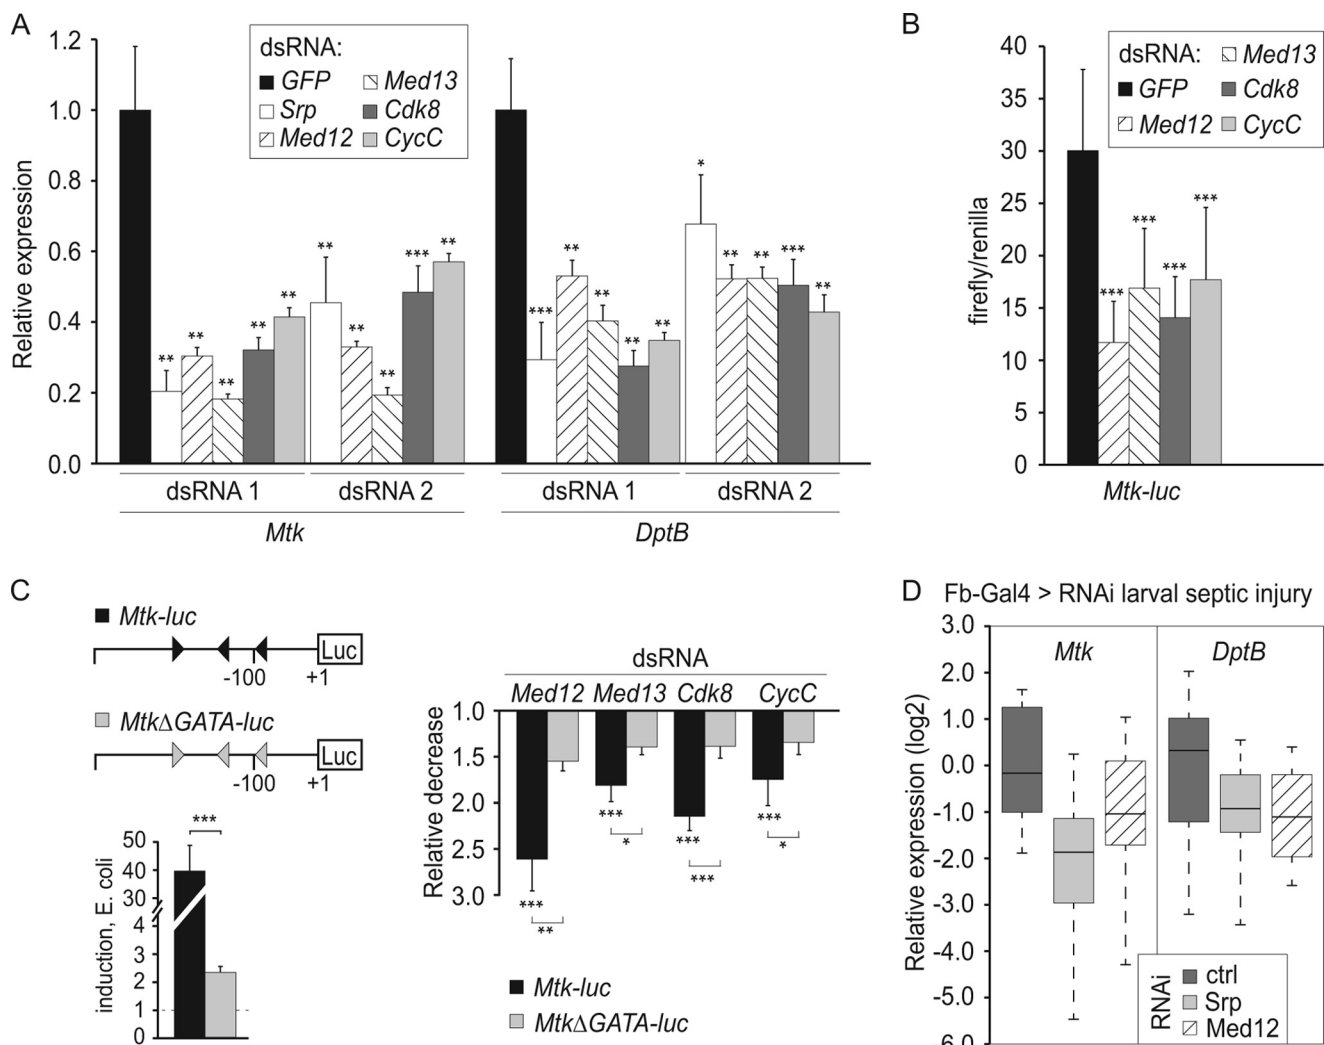 A
Relative expression
1.2
1.0
0.8
0.6
0.4
0.2
0.0
dsRNA:
GFP
Srp
Med12
Med13
Cdk8
CycC
** ** ** ** ** ** ** ** *** **
*** ** ** ** ** * ** ** *** **
dsRNA 1
dsRNA 2
dsRNA 1
dsRNA 2
Mtk
DptB
B
firefly/renilla
40
35
30
25
20
15
10
5
0
dsRNA:
GFP
Med12
Med13
Cdk8
CycC
*** *** *** ***
Mtk-luc
C
Mtk-luc
Luc
-100
+1
Mtk∆GATA-luc
Luc
-100
+1
induction, E. coli
50
40
30
4
3
2
1
0
***
dsRNA
Med12 Med13 Cdk8 CycC
Relative decrease
1.0
1.5
2.0
2.5
3.0
*** *** *** ***
** * *** *
Mtk-luc
Mtk∆GATA-luc
D
Fb-Gal4 > RNAi larval septic injury
Relative expression (log2)
3.0
2.0
1.0
0.0
-1.0
-2.0
-3.0
-4.0
-5.0
-6.0
Mtk
DptB
RNAi
ctrl
Srp
Med12